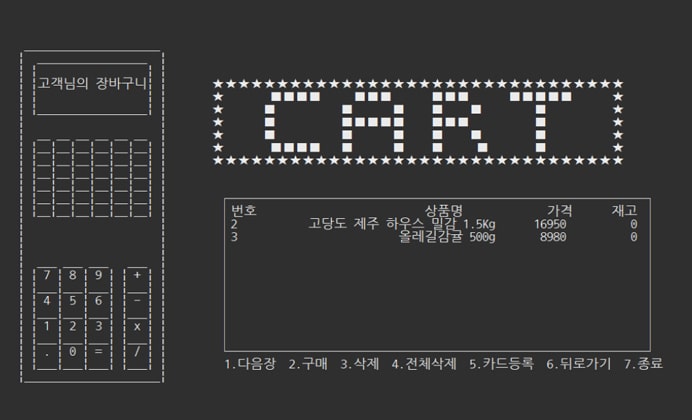 고객님의 장바구니
CART
번호 상품명 가격 재고
2 고당도 제주 하우스 밀감 1.5Kg 16950 0
3 올레길감귤 500g 8980 0
7 8 9 +
4 5 6 -
1 2 3 x
. 0 = /
1.다음장 2.구매 3.삭제 4.전체삭제 5.카드등록 6.뒤로가기 7.종료